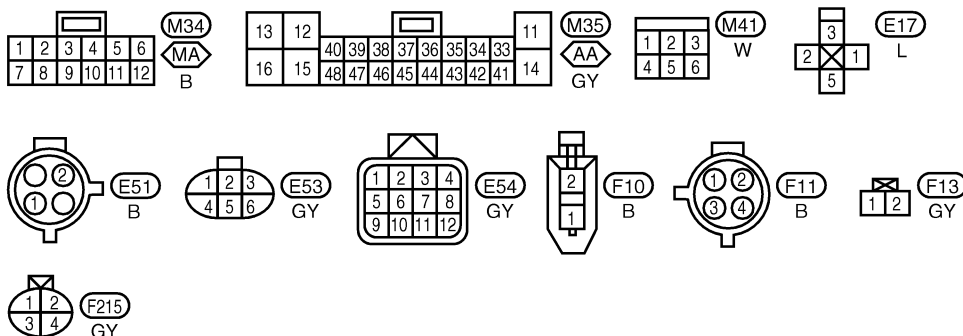 1 2 3 4 5 6
7 8 9 10 11 12
M34
MA
B
13 12 11
40 39 38 37 36 35 34 33
16 15 14
48 47 46 45 44 43 42 41
M35
AA
GY
1 2 3
4 5 6
M41
W
3
2 1
5
E17
L
2
1
E51
B
1 2 3
4 5 6
E53
GY
1 2 3 4
5 6 7 8
9 10 11 12
E54
GY
2
1
F10
B
1 2
3 4
F11
B
1 2
F13
GY
1 2
3 4
F215
GY